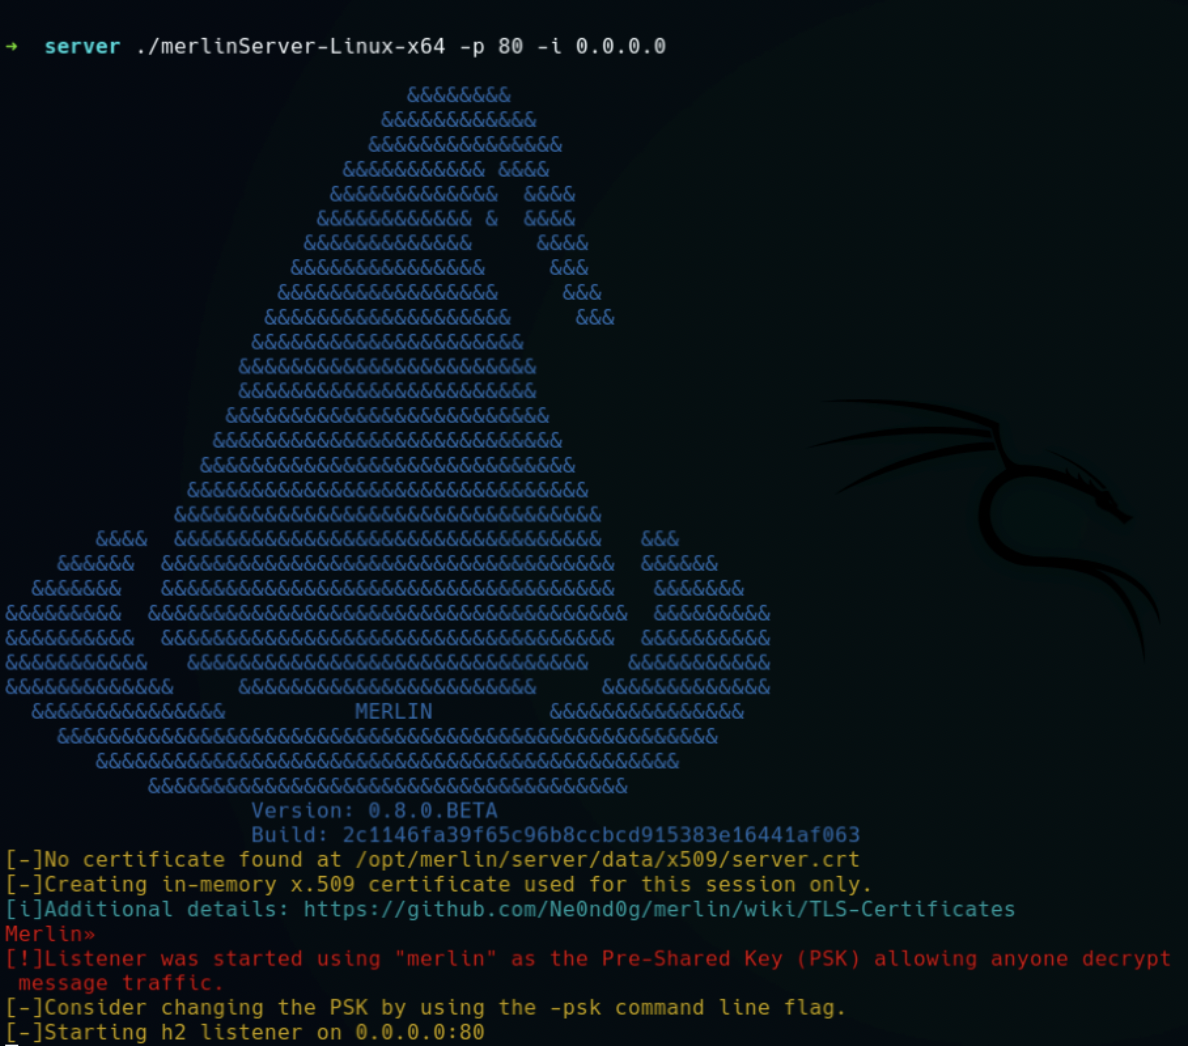 → server ./merlinServer-Linux-x64 -p 80 -i 0.0.0.0
&&&&&&&&
&&&&&&&&&&&&
&&&&&&&&&&&&&&&
&&&&&&&&&&& &&&&
&&&&&&&&&&&&& &&&&
&&&&&&&&&&&& & &&&&
&&&&&&&&&&&&& &&&&
&&&&&&&&&&&&&&& &&&
&&&&&&&&&&&&&&&&& &&&
&&&&&&&&&&&&&&&&&&& &&&
&&&&&&&&&&&&&&&&&&&&&
&&&&&&&&&&&&&&&&&&&&&&&
&&&&&&&&&&&&&&&&&&&&&&&
&&&&&&&&&&&&&&&&&&&&&&&&&
&&&&&&&&&&&&&&&&&&&&&&&&&&&
&&&&&&&&&&&&&&&&&&&&&&&&&&&&&
&&&&&&&&&&&&&&&&&&&&&&&&&&&&&&&
&&&&&&&&&&&&&&&&&&&&&&&&&&&&&&&&&
&&&& &&&&&&&&&&&&&&&&&&&&&&&&&&&&&&&&& &&&
&&&&&& &&&&&&&&&&&&&&&&&&&&&&&&&&&&&&&&&&& &&&&&&
&&&&&&& &&&&&&&&&&&&&&&&&&&&&&&&&&&&&&&&&&& &&&&&&&
&&&&&&&&& &&&&&&&&&&&&&&&&&&&&&&&&&&&&&&&&&&&&& &&&&&&&&&
&&&&&&&&&& &&&&&&&&&&&&&&&&&&&&&&&&&&&&&&&&&&& &&&&&&&&&&
&&&&&&&&&&& &&&&&&&&&&&&&&&&&&&&&&&&&&&&&&& &&&&&&&&&&&
&&&&&&&&&&&&& &&&&&&&&&&&&&&&&&&&&&&& &&&&&&&&&&&&&
&&&&&&&&&&&&&&& MERLIN &&&&&&&&&&&&&&&
&&&&&&&&&&&&&&&&&&&&&&&&&&&&&&&&&&&&&&&&&&&&&&&&&&&
&&&&&&&&&&&&&&&&&&&&&&&&&&&&&&&&&&&&&&&&&&&&&
&&&&&&&&&&&&&&&&&&&&&&&&&&&&&&&&&&&&&
Version: 0.8.0.BETA
Build: 2c1146fa39f65c96b8ccbcd915383e16441af063
[-]No certificate found at /opt/merlin/server/data/x509/server.crt
[-]Creating in-memory x.509 certificate used for this session only.
[i]Additional details: https://github.com/Ne0nd0g/merlin/wiki/TLS-Certificates
Merlin»
[!]Listener was started using "merlin" as the Pre-Shared Key (PSK) allowing anyone decrypt
message traffic.
[-]Consider changing the PSK by using the -psk command line flag.
[-]Starting h2 listener on 0.0.0.0:80